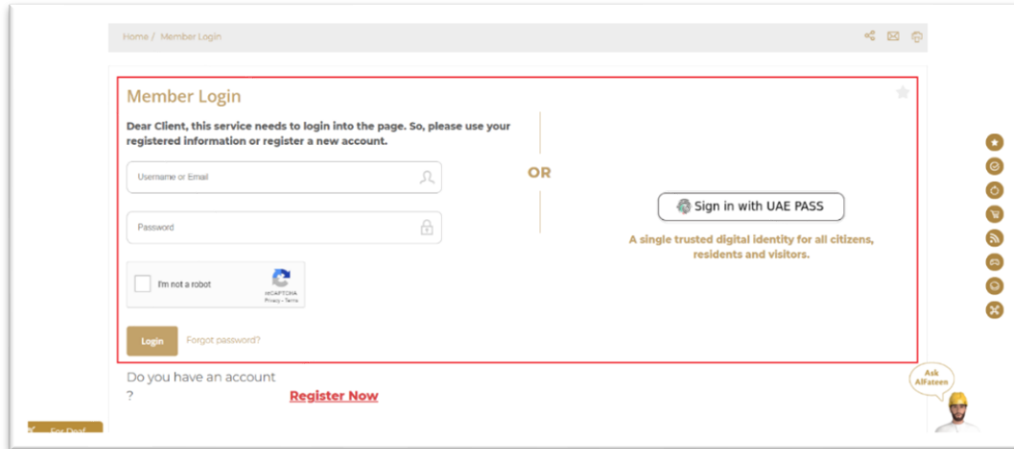 Home / Member Login
Member Login
Dear Client, this service needs to login into the page. So, please use your
registered information or register a new account.
Username or Email
Password
I'm not a robot
reCAPTCHA
Privacy - Terms
Login
Forgot password?
OR
Sign in with UAE PASS
A single trusted digital identity for all citizens,
residents and visitors.
Do you have an account
?
Register Now
Ask
AlFateen
For Deaf